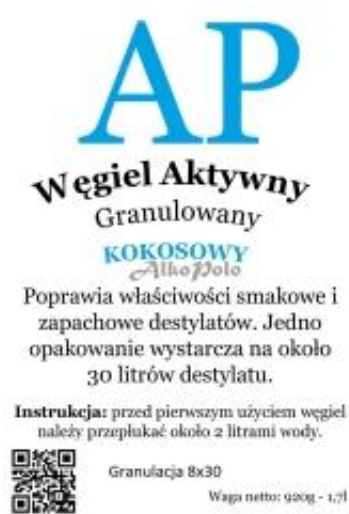 AP
Węgiel Aktywny
Granulowany
KOKOSOWY
AlkoPolo
Poprawia właściwości smakowe i
zapachowe destylatów. Jedno
opakowanie wystarcza na około
30 litrów destylatu.
Instrukcja: przed pierwszym użyciem węgiel
należy przepłukać około 2 litrami wody.
Granulacja 8x30
Waga netto: 920g - 1,7l